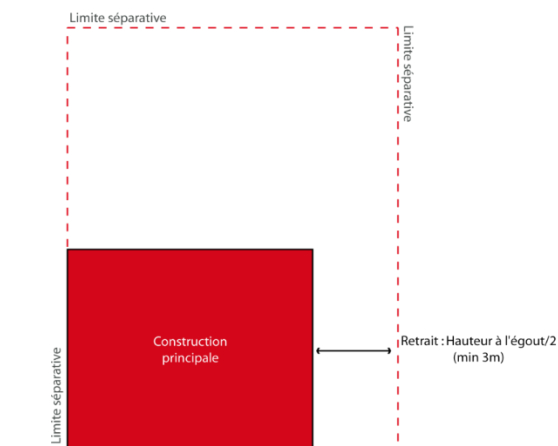 Limite séparative
Limite séparative
Construction
principale
Retrait : Hauteur à l'égout/2
(min 3m)
Limite séparative